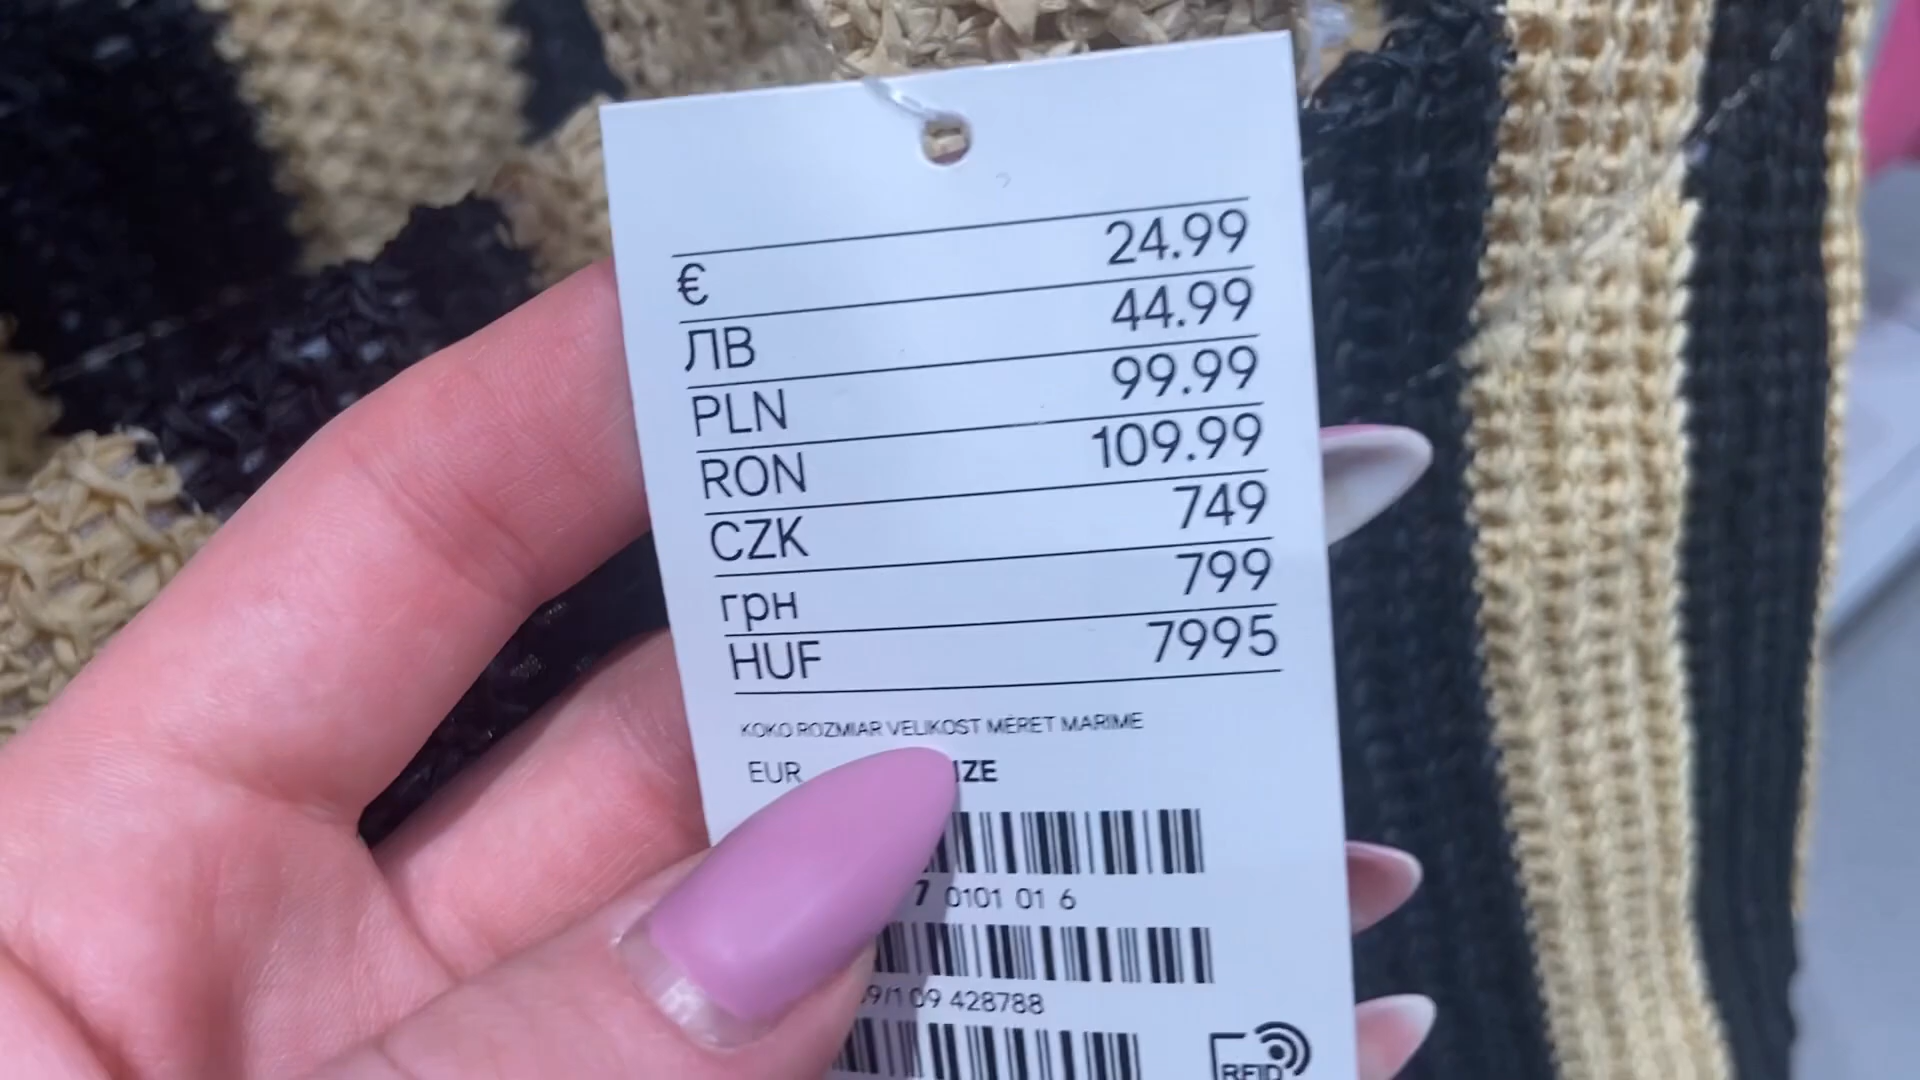 € 24.99
ЛВ 44.99
PLN 99.99
RON 109.99
CZK 749
грн 799
HUF 7995
KOKO ROZMIAR VELIKOST MÉRET MARIME
EUR
7 0101 01 6
09 428788
RFID